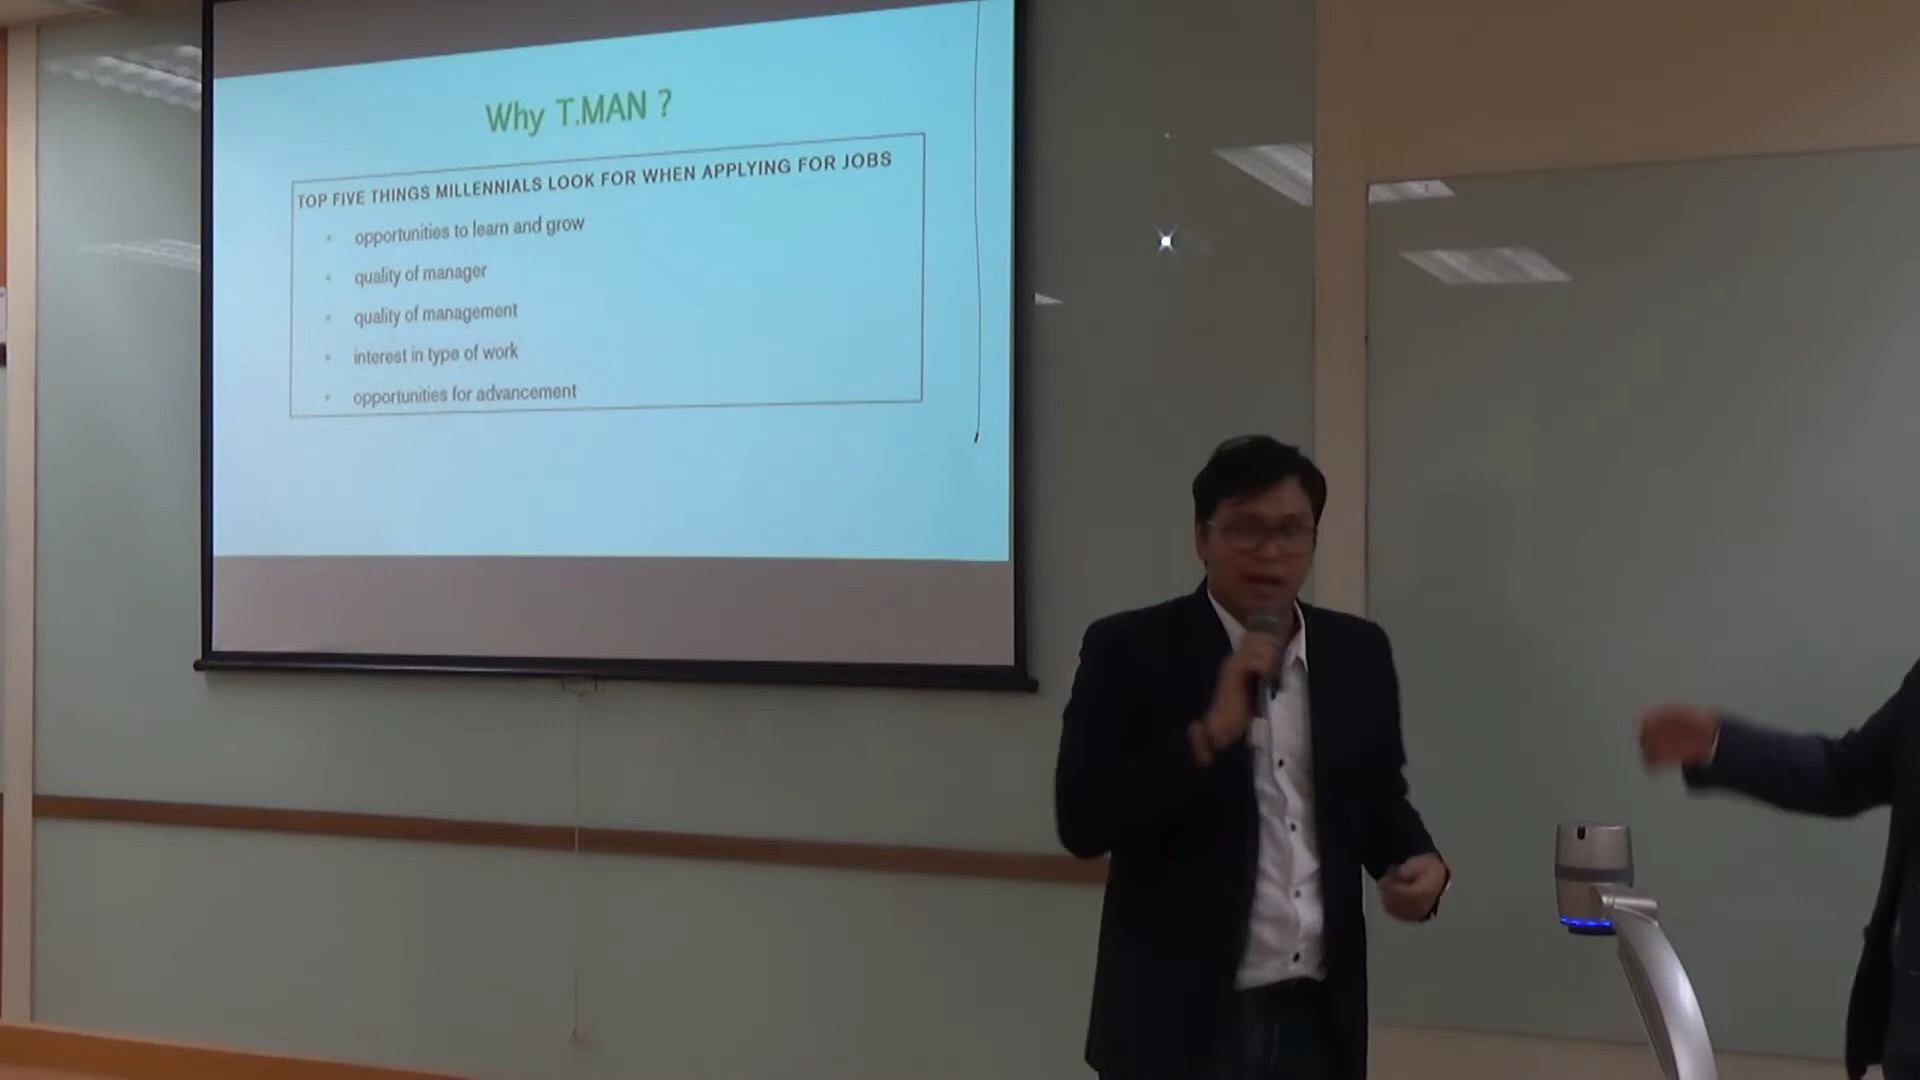 Why T.MAN ?
TOP FIVE THINGS MILLENNIALS LOOK FOR WHEN APPLYING FOR JOBS
• opportunities to learn and grow
• quality of manager
• quality of management
• interest in type of work
• opportunities for advancement